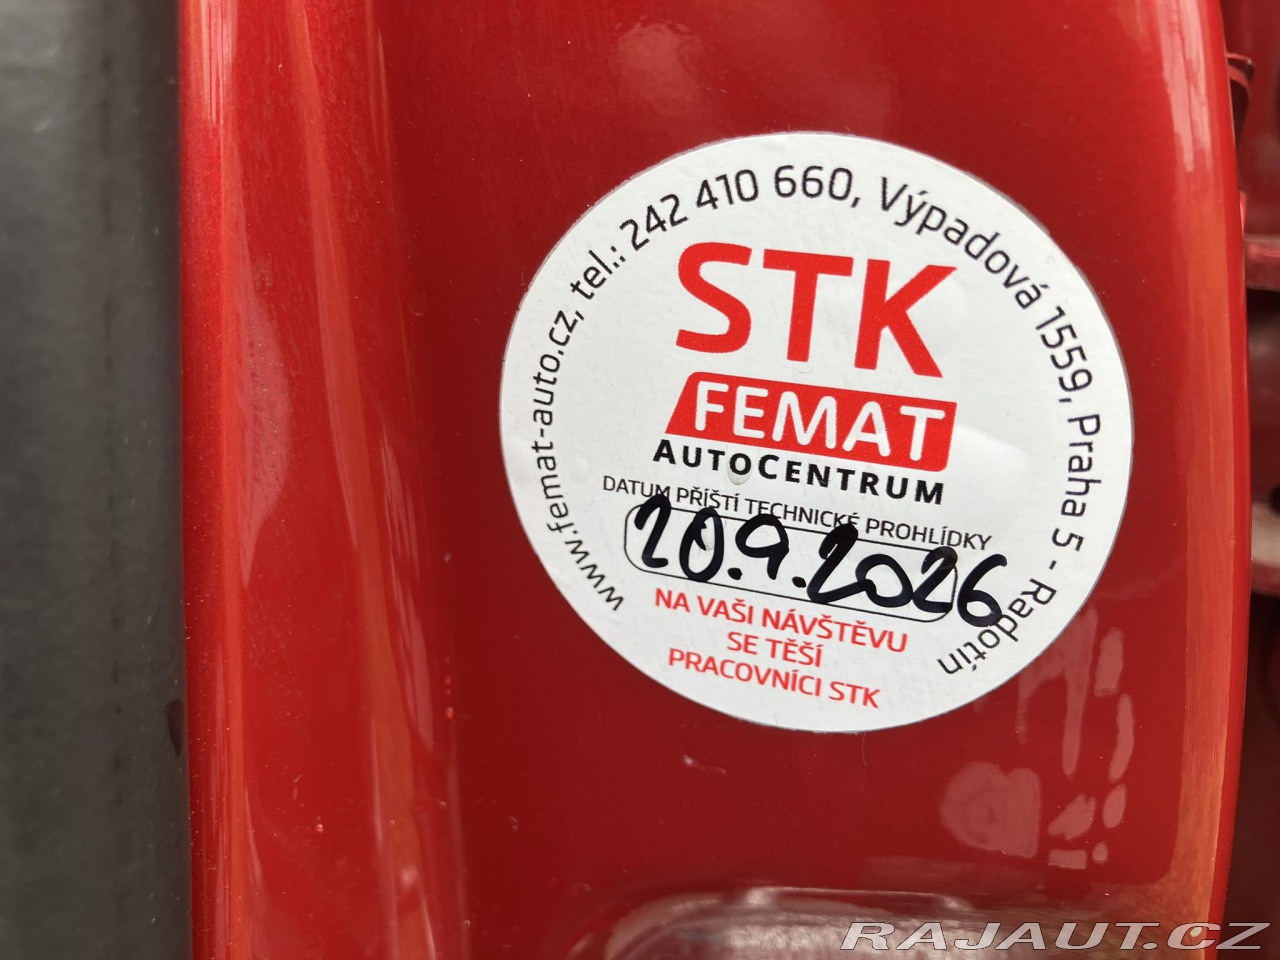 www.femat-auto.cz, tel.: 242 410 660, Výpadová 1559, Praha 5 - Radotín
STK
FEMAT
AUTOCENTRUM
DATUM PŘÍŠTÍ TECHNICKÉ PROHLÍDKY
20.9.2026
NA VAŠI NÁVŠTĚVU
SE TĚŠÍ
PRACOVNÍCI STK
RAJAUT.CZ